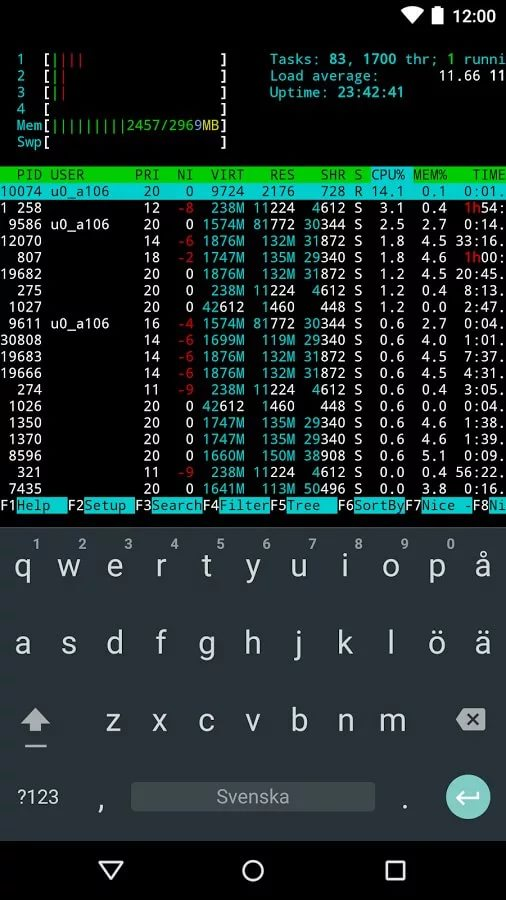 12:00
1 [||||                ] Tasks: 83, 1700 thr; 1 runni
2 [||                  ] Load average: 11.66 11
3 [||                  ] Uptime: 23:42:41
4 [                    ]
Mem[|||||||||2457/2969MB]
Swp[                    ]
PID USER PRI NI VIRT RES SHR S CPU% MEM% TIME
10074 u0_a106 20 0 9724 2176 728 R 14.1 0.1 0:01.
1 258 12 -8 238M 11224 4612 S 3.1 0.4 1h54:
9586 u0_a106 20 0 1574M 81772 30344 S 2.5 2.7 0:14.
12070 14 -6 1876M 132M 31872 S 1.8 4.5 33:16.
807 18 -2 1747M 135M 29340 S 1.8 4.6 1h00:
19682 20 0 1876M 132M 31872 S 1.2 4.5 20:45.
275 20 0 238M 11224 4612 S 1.2 0.4 8:13.
1027 20 0 42612 1460 448 S 1.2 0.0 2:47.
9611 u0_a106 16 -4 1574M 81772 30344 S 0.6 2.7 0:04.
30808 14 -6 1699M 119M 29340 S 0.6 4.0 1:01.
19683 14 -6 1876M 132M 31872 S 0.6 4.5 7:37.
19666 14 -6 1876M 132M 31872 S 0.6 4.5 4:31.
274 11 -9 238M 11224 4612 S 0.6 0.4 3:05.
1026 20 0 42612 1460 448 S 0.6 0.0 0:04.
1350 20 0 1747M 135M 29340 S 0.6 4.6 1:38.
1370 20 0 1747M 135M 29340 S 0.6 4.6 1:39.
8596 20 0 1660M 150M 38908 S 0.6 5.1 0:09.
321 11 -9 238M 11224 4612 S 0.0 0.4 56:22.
7435 20 0 1641M 113M 50496 S 0.0 3.8 0:16.
F1Help F2Setup F3SearchF4FilterF5Tree F6SortByF7Nice -F8Ni
1 2 3 4 5 6 7 8 9 0
q w e r t y u i o p å
a s d f g h j k l ö ä
z x c v b n m
?123 , Svenska .